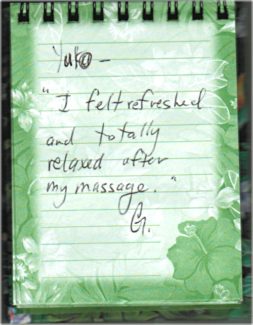 Yuko –
"I felt refreshed
and totally
relaxed after
my massage."
G.